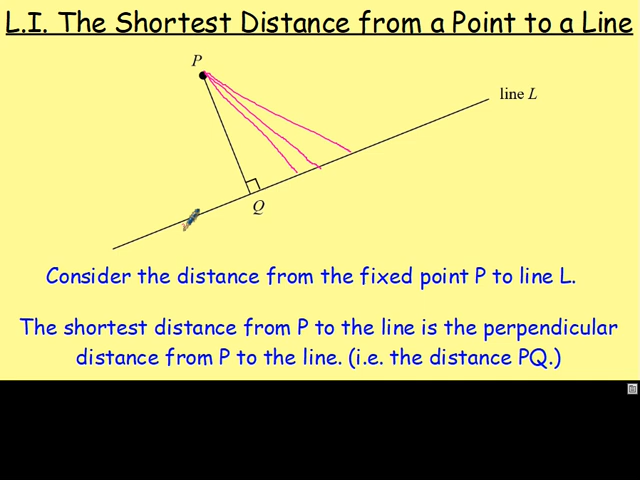 L.I. The Shortest Distance from a Point to a Line
P
line L
Q
Consider the distance from the fixed point P to line L.
The shortest distance from P to the line is the perpendicular
distance from P to the line. (i.e. the distance PQ.)